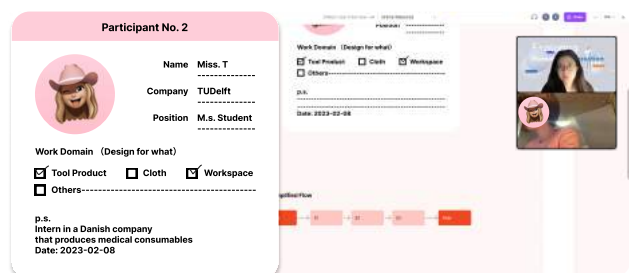 Participant No. 2
Name Miss. T
Company TUDelft
Position M.s. Student
Work Domain （Design for what）
Tool Product Cloth Workspace
Others
p.s.
Intern in a Danish company
that produces medical consumables
Date: 2023-02-08
Position
Work Domain （Design for what）
Tool Product Cloth Workspace
Others
p.s.
Date: 2023-02-08
Flow